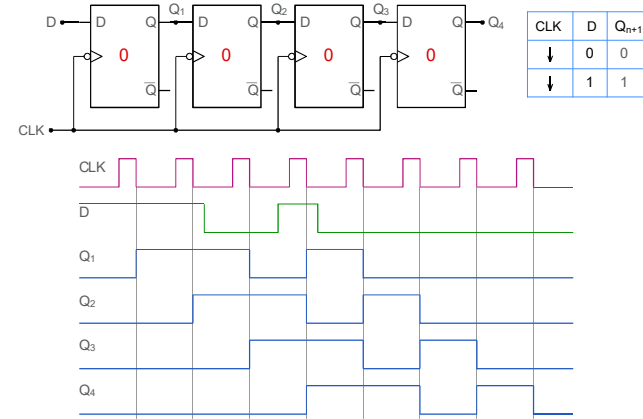 Q₁ Q₂ Q₃
D D Q D Q D Q D Q Q₄
0 0 0 0
Q̅ Q̅ Q̅ Q̅
CLK
CLK D Qₙ₊₁
↓ 0 0
↓ 1 1
CLK
D
Q₁
Q₂
Q₃
Q₄